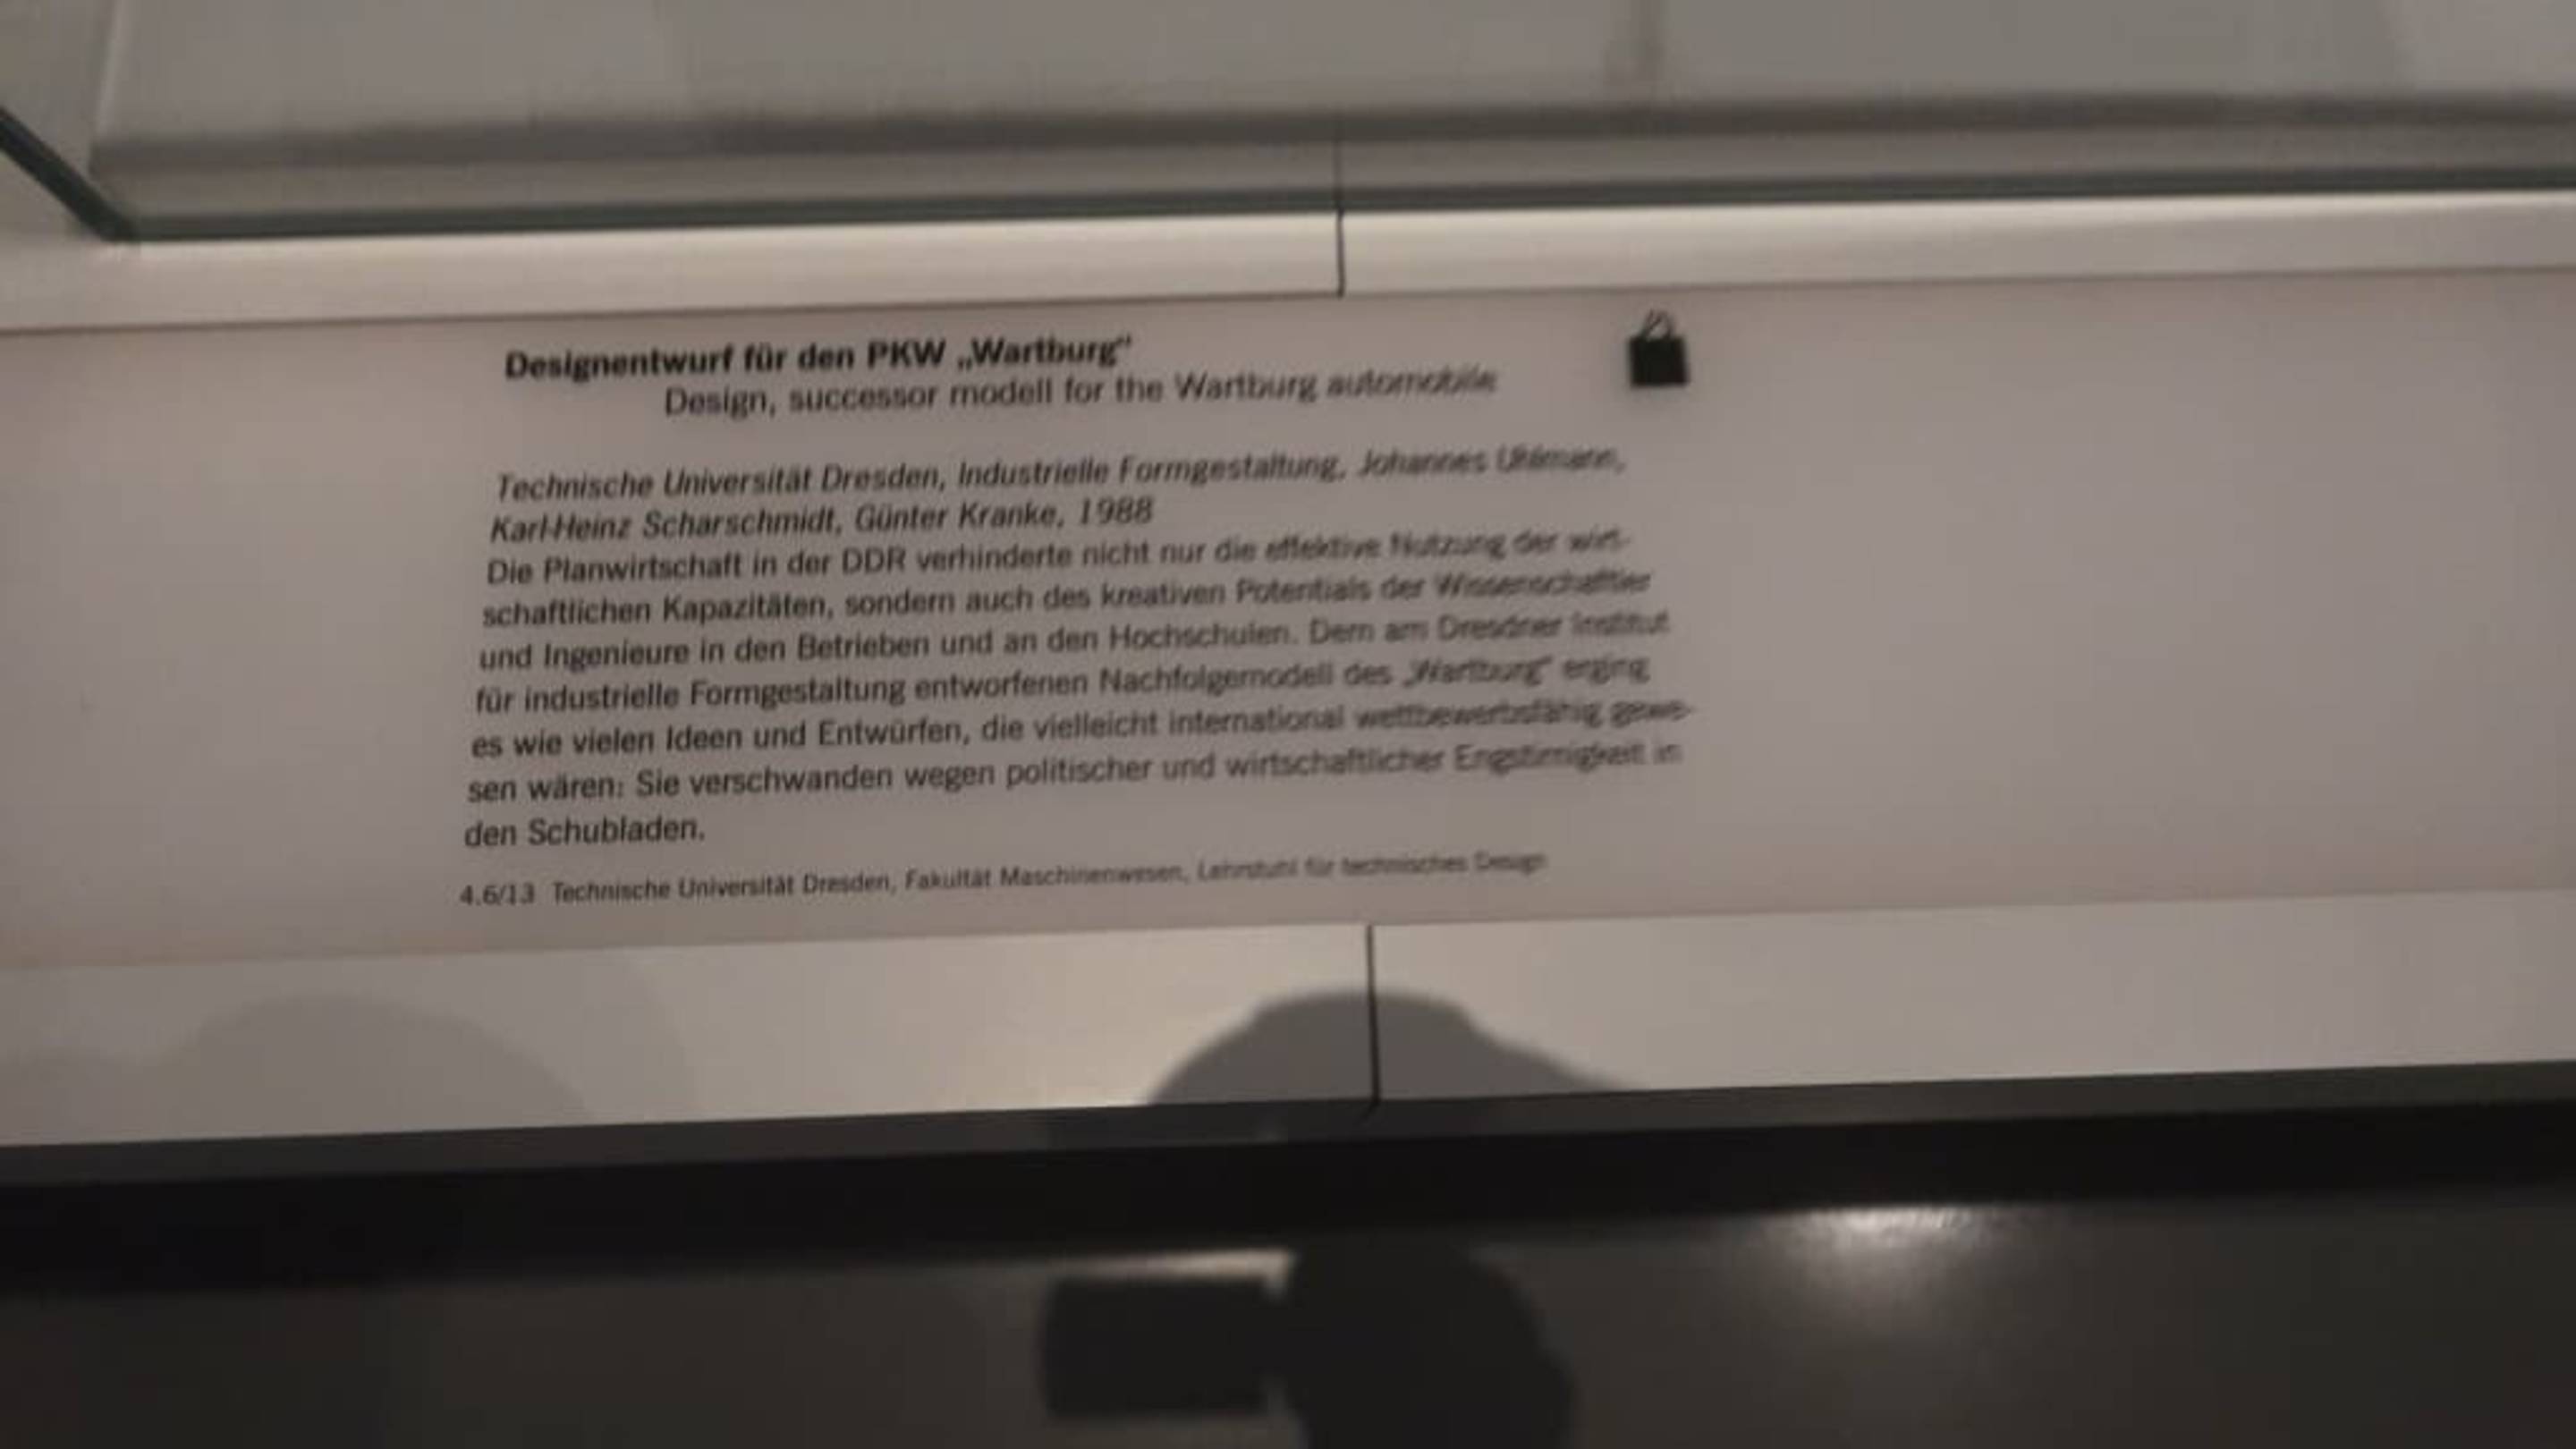 Designentwurf für den PKW „Wartburg“
Design, successor modell for the Wartburg automobile
Technische Universität Dresden, Industrielle Formgestaltung, Johannes Uhlmann,
Karl-Heinz Scharschmidt, Günter Kranke, 1988
Die Planwirtschaft in der DDR verhinderte nicht nur die effektive Nutzung der wirt-
schaftlichen Kapazitäten, sondern auch des kreativen Potentials der Wissenschaftler
und Ingenieure in den Betrieben und an den Hochschulen. Dem am Dresdner Institut
für industrielle Formgestaltung entworfenen Nachfolgemodell des „Wartburg“ erging
es wie vielen Ideen und Entwürfen, die vielleicht international wettbewerbsfähig gewe-
sen wären: Sie verschwanden wegen politischer und wirtschaftlicher Engstirnigkeit in
den Schubladen.
4.6/13 Technische Universität Dresden, Fakultät Maschinenwesen, Lehrstuhl für technisches Design